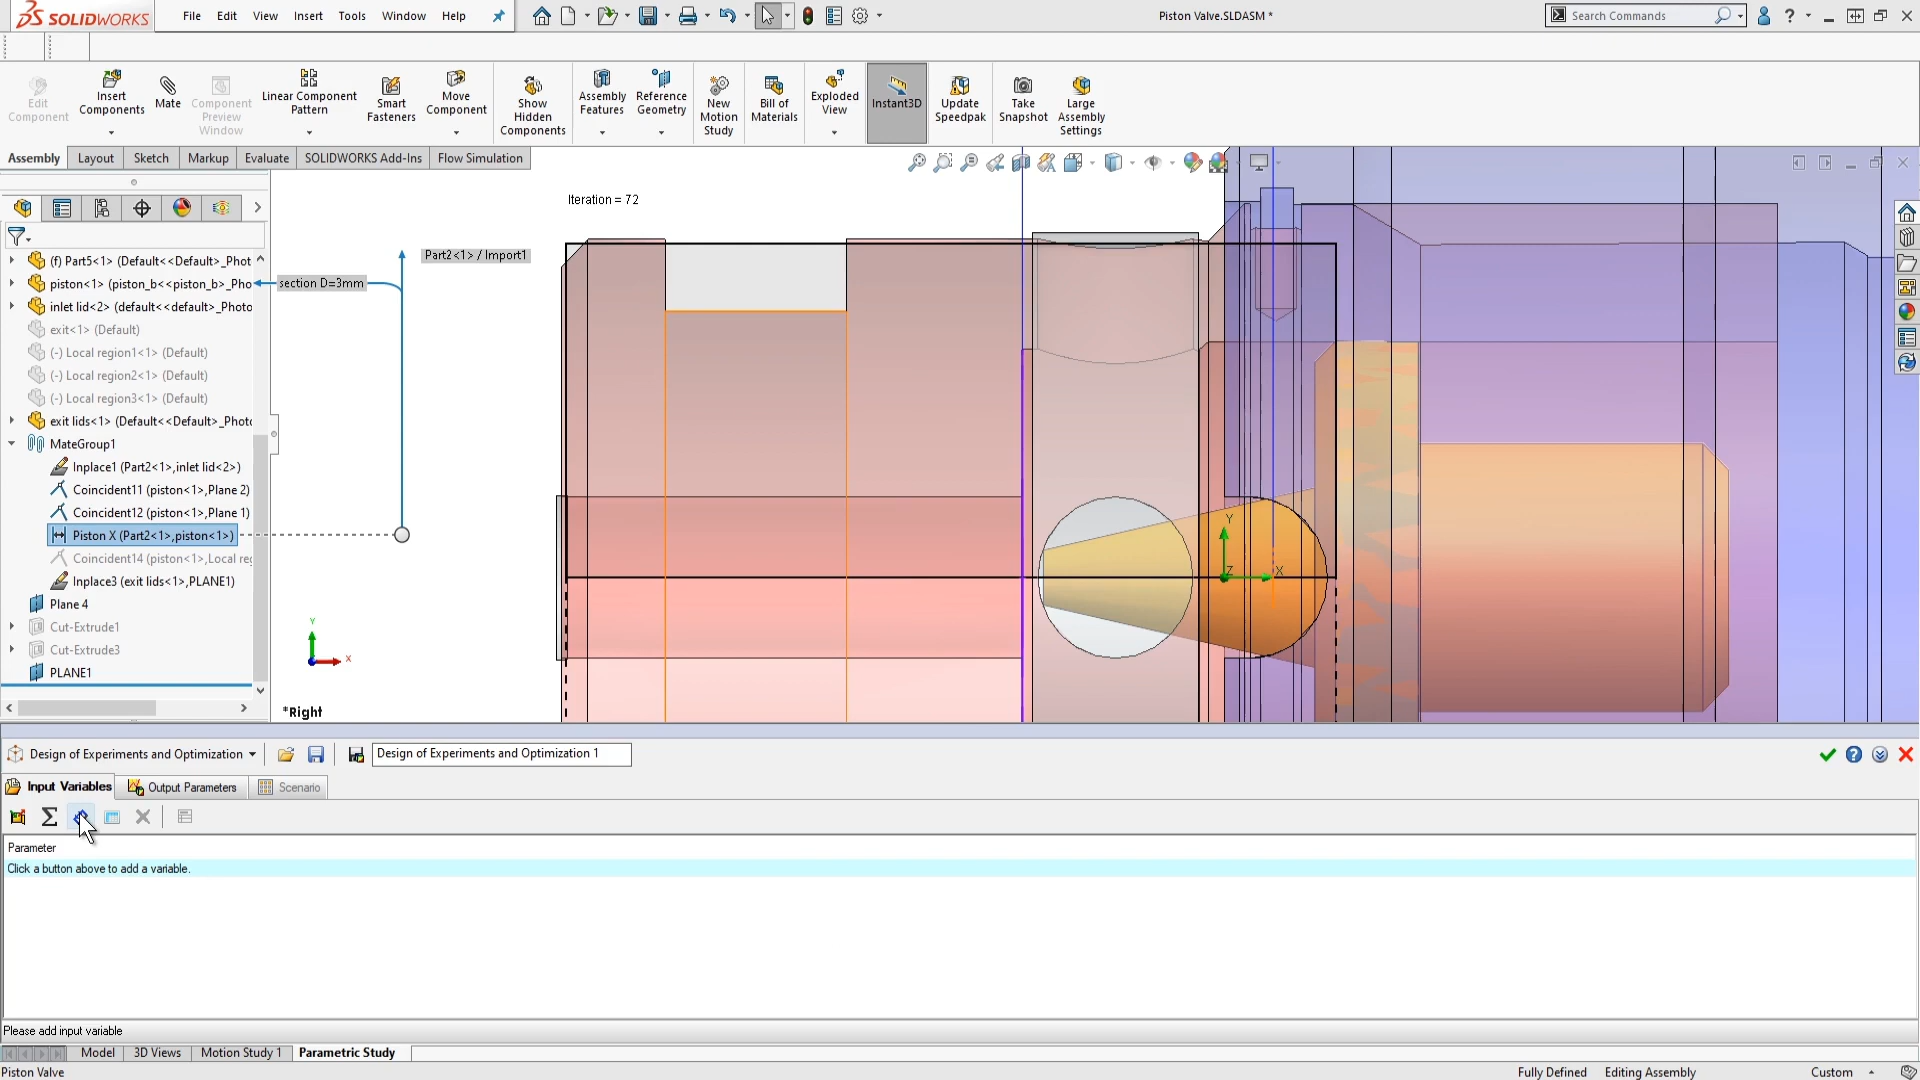 SOLIDWORKS
File Edit View Insert Tools Window Help
Piston Valve.SLDASM *
Search Commands
Edit Component
Insert Components
Mate
Component Preview Window
Linear Component Pattern
Smart Fasteners
Move Component
Show Hidden Components
Assembly Features
Reference Geometry
New Motion Study
Bill of Materials
Exploded View
Instant3D
Update Speedpak
Take Snapshot
Large Assembly Settings
Assembly Layout Sketch Markup Evaluate SOLIDWORKS Add-Ins Flow Simulation
Iteration = 72
Part2<1> / Import1
section D=3mm
(f) Part5<1> (Default<<Default>_Phot
piston<1> (piston_b<<piston_b>_Pho
inlet lid<2> (default<<default>_Photo
exit<1> (Default)
(-) Local region1<1> (Default)
(-) Local region2<1> (Default)
(-) Local region3<1> (Default)
exit lids<1> (Default<<Default>_Photo
MateGroup1
Inplace1 (Part2<1>,inlet lid<2>)
Coincident11 (piston<1>,Plane 2)
Coincident12 (piston<1>,Plane 1)
Piston X (Part2<1>,piston<1>)
Coincident14 (piston<1>,Local reg
Inplace3 (exit lids<1>,PLANE1)
Plane 4
Cut-Extrude1
Cut-Extrude3
PLANE1
Y
X
Y
Z
X
*Right
Design of Experiments and Optimization
Design of Experiments and Optimization 1
Input Variables Output Parameters Scenario
Parameter
Click a button above to add a variable.
Please add input variable
Model 3D Views Motion Study 1 Parametric Study
Piston Valve
Fully Defined Editing Assembly Custom